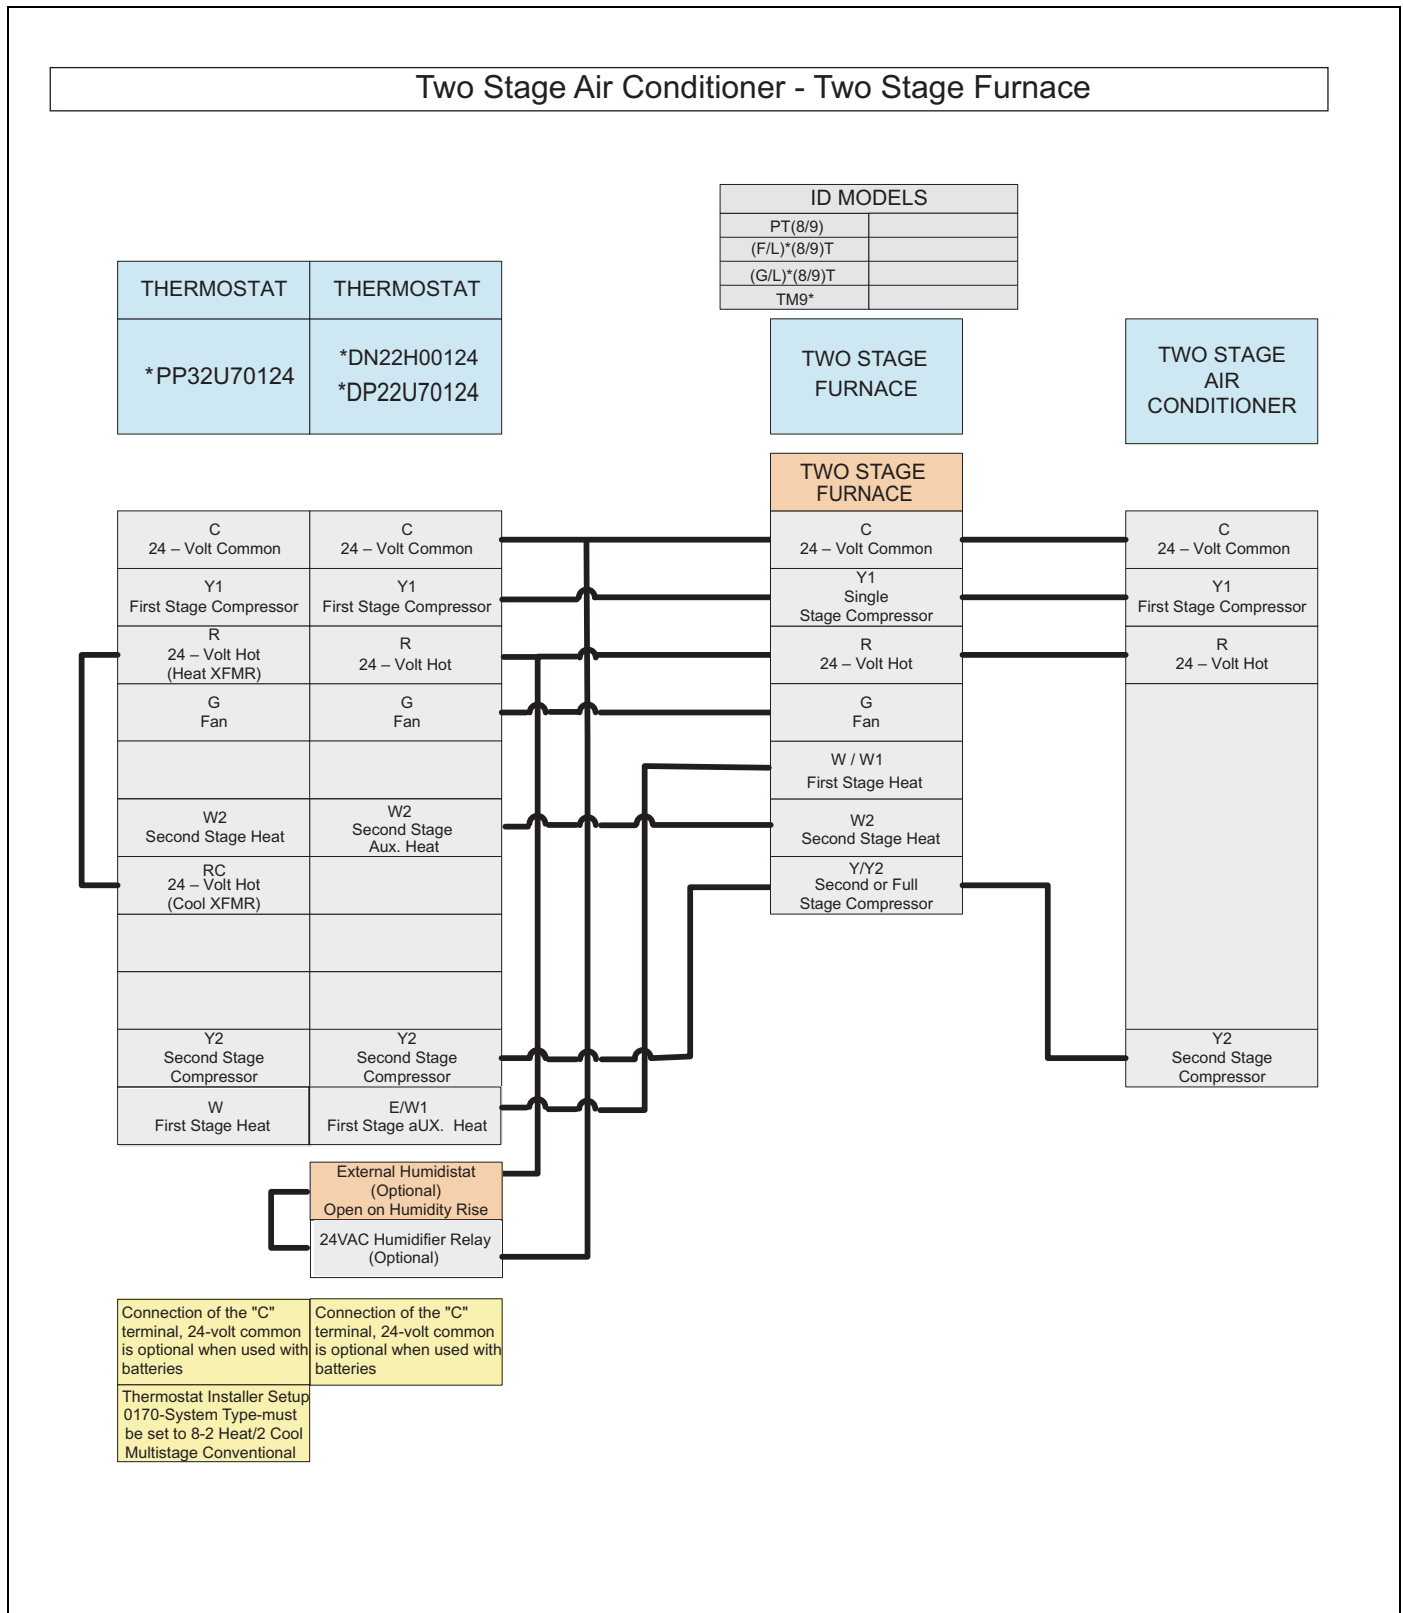 Two Stage Air Conditioner - Two Stage Furnace
ID MODELS
PT(8/9)
(F/L)*(8/9)T
(G/L)*(8/9)T
TM9*
THERMOSTAT
THERMOSTAT
*PP32U70124
*DN22H00124
*DP22U70124
TWO STAGE
FURNACE
TWO STAGE
AIR
CONDITIONER
TWO STAGE
FURNACE
C
24 – Volt Common
C
24 – Volt Common
C
24 – Volt Common
C
24 – Volt Common
Y1
First Stage Compressor
Y1
First Stage Compressor
Y1
Single
Stage Compressor
Y1
First Stage Compressor
R
24 – Volt Hot
(Heat XFMR)
R
24 – Volt Hot
R
24 – Volt Hot
R
24 – Volt Hot
G
Fan
G
Fan
G
Fan
W / W1
First Stage Heat
W2
Second Stage Heat
W2
Second Stage
Aux. Heat
W2
Second Stage Heat
RC
24 – Volt Hot
(Cool XFMR)
Y/Y2
Second or Full
Stage Compressor
Y2
Second Stage
Compressor
Y2
Second Stage
Compressor
Y2
Second Stage
Compressor
W
First Stage Heat
E/W1
First Stage aUX. Heat
External Humidistat
(Optional)
Open on Humidity Rise
24VAC Humidifier Relay
(Optional)
Connection of the "C"
terminal, 24-volt common
is optional when used with
batteries
Connection of the "C"
terminal, 24-volt common
is optional when used with
batteries
Thermostat Installer Setup
0170-System Type-must
be set to 8-2 Heat/2 Cool
Multistage Conventional